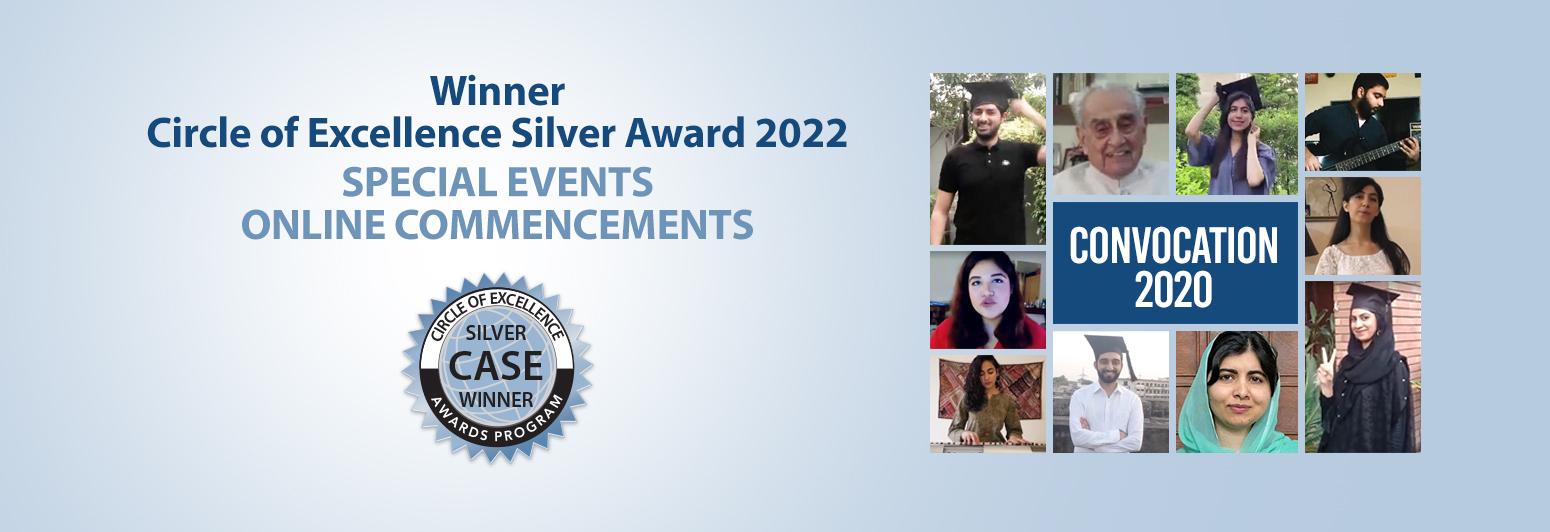 Winner
Circle of Excellence Silver Award 2022
SPECIAL EVENTS
ONLINE COMMENCEMENTS
CIRCLE OF EXCELLENCE
SILVER
CASE
WINNER
AWARDS PROGRAM
CONVOCATION
2020